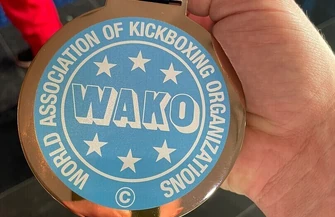 WORLD ASSOCIATION OF KICKBOXING ORGANIZATIONS
WAKO
©